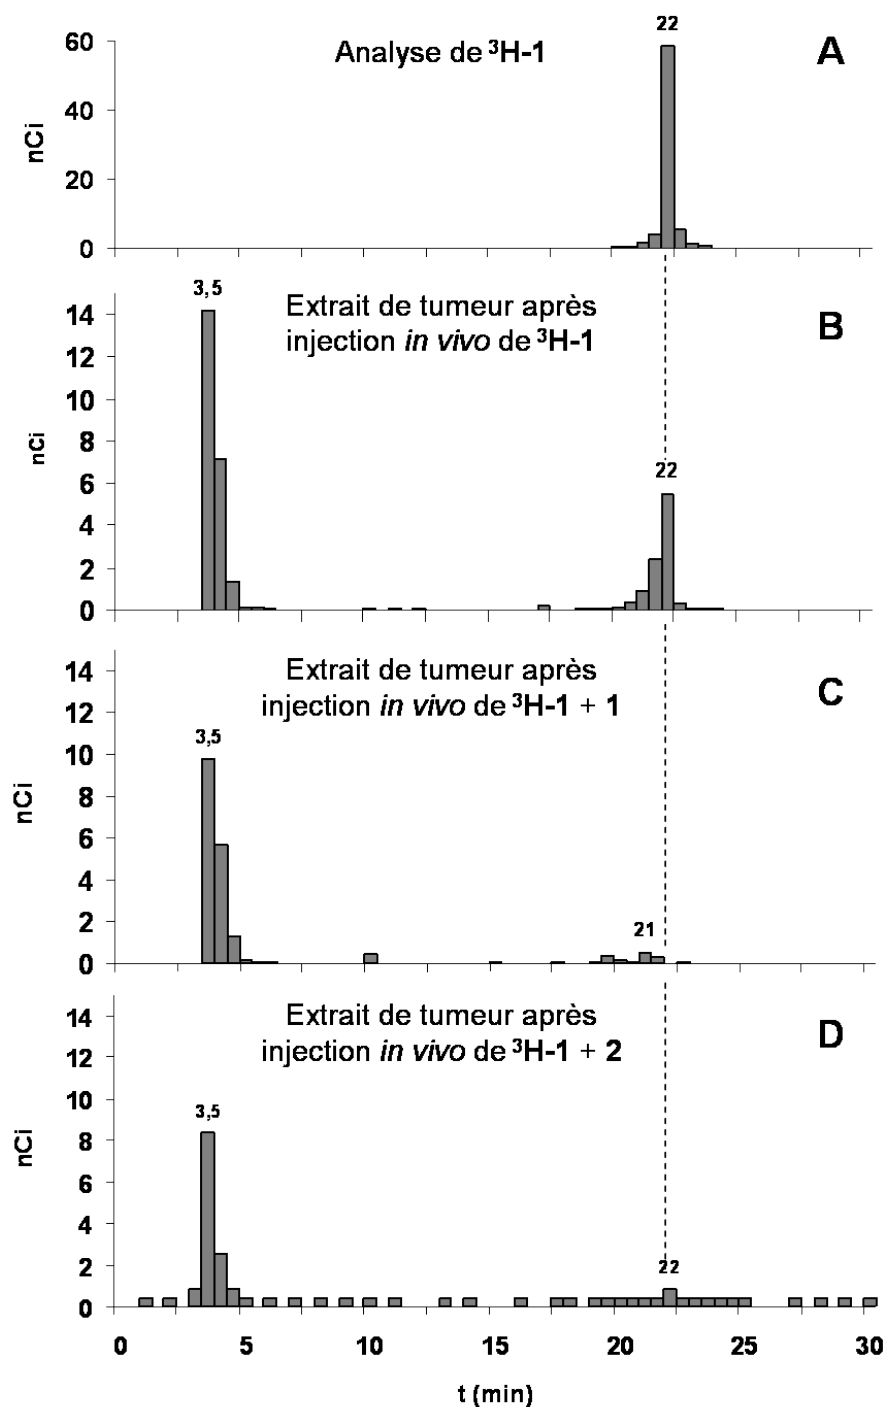 22
60
Analyse de ³H-1
A
40
nCi
20
0
3,5
14
Extrait de tumeur après
injection in vivo de ³H-1
B
12
10
nCi
8
22
6
4
2
0
14
Extrait de tumeur après
injection in vivo de ³H-1 + 1
C
12
3,5
10
nCi
8
6
4
21
2
0
14
Extrait de tumeur après
injection in vivo de ³H-1 + 2
D
12
3,5
10
nCi
8
6
4
22
2
0
0 5 10 15 20 25 30
t (min)